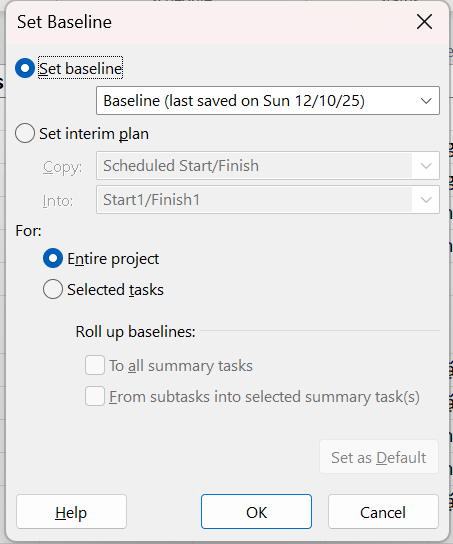 Set Baseline
Set baseline
Baseline (last saved on Sun 12/10/25)
Set interim plan
Copy: Scheduled Start/Finish
Into: Start1/Finish1
For:
Entire project
Selected tasks
Roll up baselines:
To all summary tasks
From subtasks into selected summary task(s)
Set as Default
Help OK Cancel